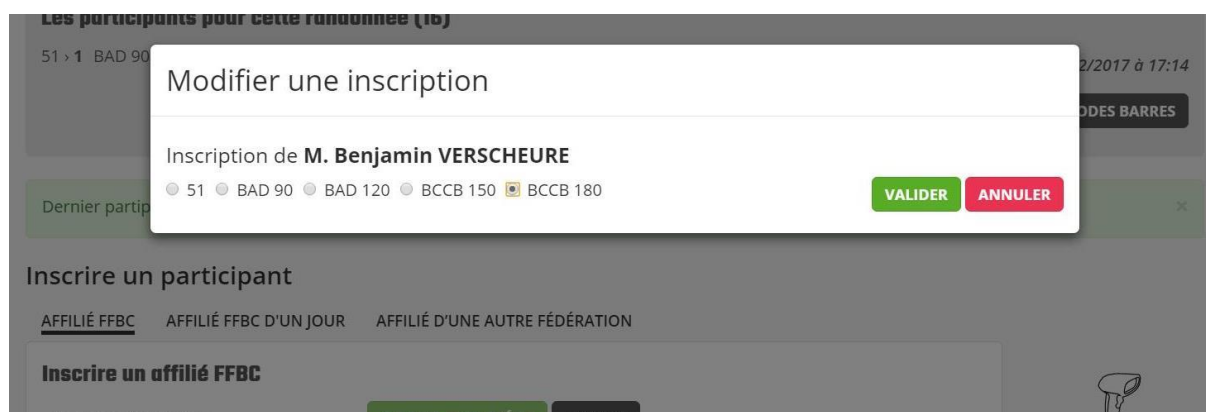 Les participants pour cette randonnée (16)
51 › 1 BAD 90
2/2017 à 17:14
ODES BARRES
Modifier une inscription
Inscription de M. Benjamin VERSCHEURE
51 BAD 90 BAD 120 BCCB 150 BCCB 180
VALIDER ANNULER
Dernier partip
×
Inscrire un participant
AFFILIÉ FFBC AFFILIÉ FFBC D'UN JOUR AFFILIÉ D'UNE AUTRE FÉDÉRATION
Inscrire un affilié FFBC